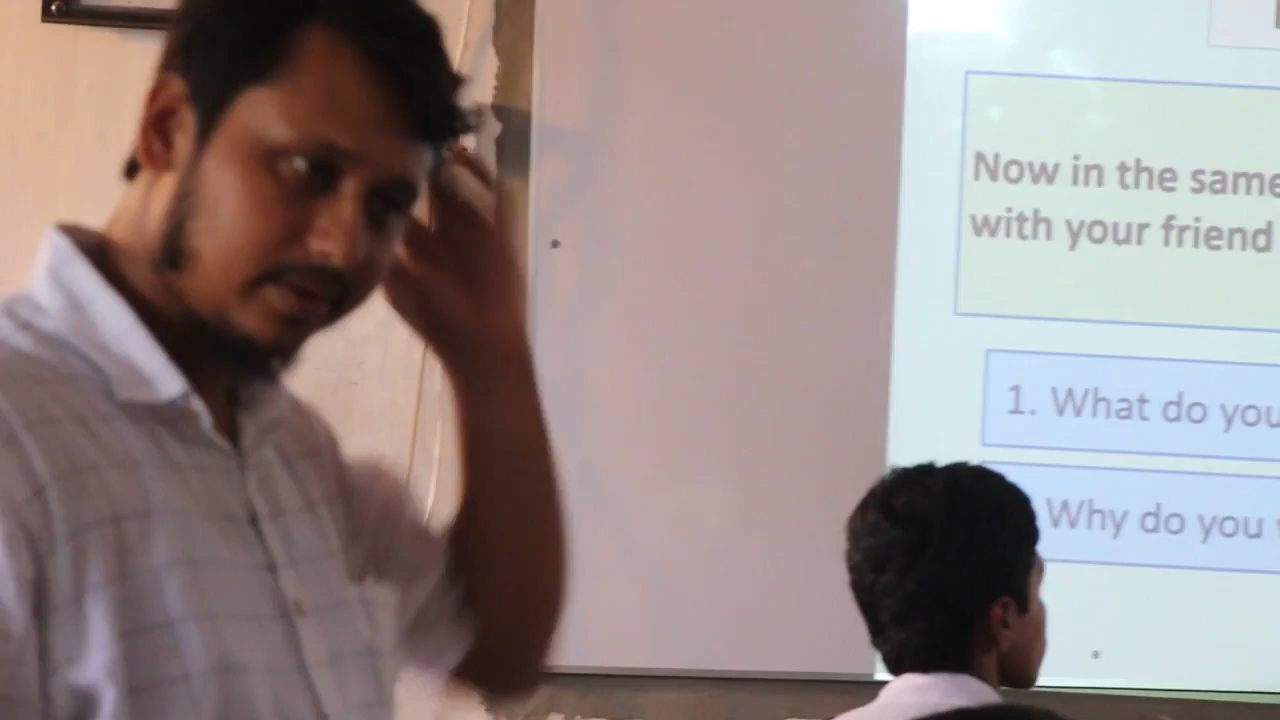 Now in the same
with your friend
1. What do you
Why do you